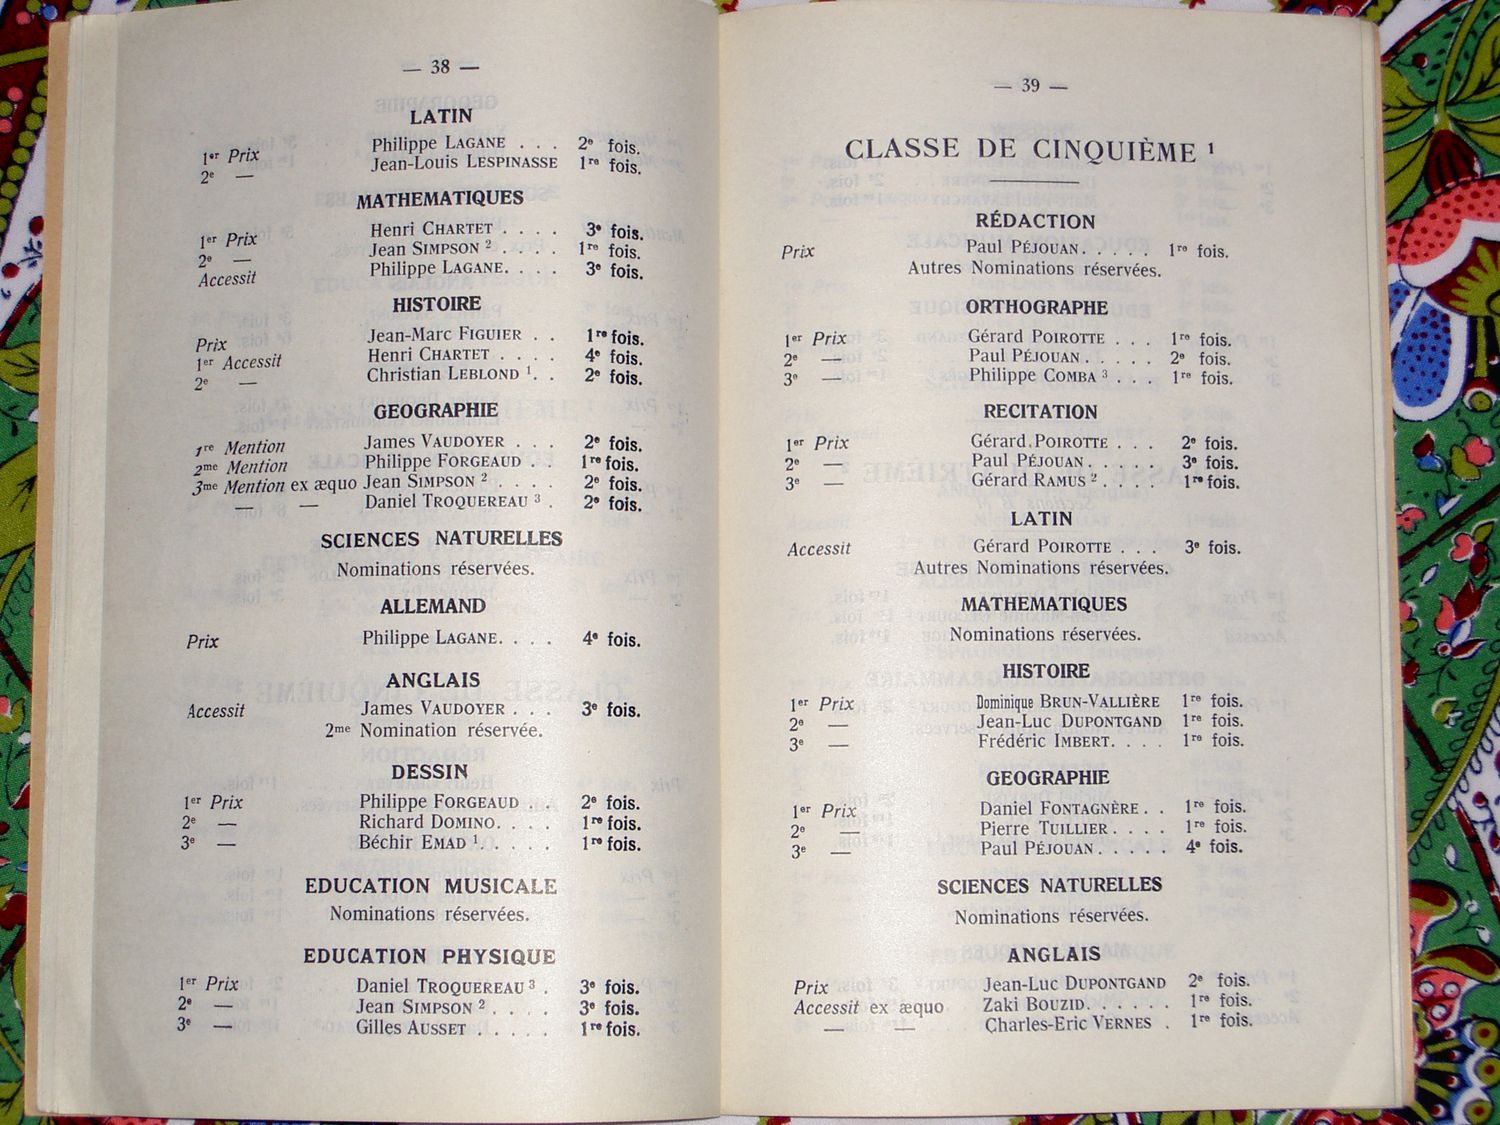 — 38 —
LATIN
1er Prix Philippe LAGANE . . . 2e fois.
2e — Jean-Louis LESPINASSE 1re fois.
MATHEMATIQUES
1er Prix Henri CHARTET . . . . 3e fois.
2e — Jean SIMPSON 2 . . . . 1re fois.
Accessit Philippe LAGANE. . . . 3e fois.
HISTOIRE
Prix Jean-Marc FIGUIER . . 1re fois.
1er Accessit Henri CHARTET . . . . 4e fois.
2e — Christian LEBLOND 1. . 2e fois.
GEOGRAPHIE
1re Mention James VAUDOYER . . . 2e fois.
2me Mention Philippe FORGEAUD . . 1re fois.
3me Mention ex æquo Jean SIMPSON 2 . . . . 2e fois.
— — Daniel TROQUEREAU 3 . 2e fois.
SCIENCES NATURELLES
Nominations réservées.
ALLEMAND
Prix Philippe LAGANE. . . . 4e fois.
ANGLAIS
Accessit James VAUDOYER . . . 3e fois.
2me Nomination réservée.
DESSIN
1er Prix Philippe FORGEAUD . . 2e fois.
2e — Richard DOMINO. . . . 1re fois.
3e — Béchir EMAD 1. . . . . 1re fois.
EDUCATION MUSICALE
Nominations réservées.
EDUCATION PHYSIQUE
1er Prix Daniel TROQUEREAU 3 . 3e fois.
2e — Jean SIMPSON 2 . . . . 3e fois.
3e — Gilles AUSSET . . . . . 1re fois.
— 39 —
CLASSE DE CINQUIÈME 1
RÉDACTION
Prix Paul PÉJOUAN. . . . . 1re fois.
Autres Nominations réservées.
ORTHOGRAPHE
1er Prix Gérard POIROTTE . . . 1re fois.
2e — Paul PÉJOUAN . . . . . 2e fois.
3e — Philippe COMBA 3 . . . 1re fois.
RECITATION
1er Prix Gérard POIROTTE . . . 2e fois.
2e — Paul PÉJOUAN. . . . . 3e fois.
3e — Gérard RAMUS 2 . . . . 1re fois.
LATIN
Accessit Gérard POIROTTE . . . 3e fois.
Autres Nominations réservées.
MATHEMATIQUES
Nominations réservées.
HISTOIRE
1er Prix Dominique BRUN-VALLIÈRE 1re fois.
2e — Jean-Luc DUPONTGAND 1re fois.
3e — Frédéric IMBERT. . . . 1re fois.
GEOGRAPHIE
1er Prix Daniel FONTAGNÈRE . . 1re fois.
2e — Pierre TUILLIER . . . . 1re fois.
3e — Paul PÉJOUAN . . . . . 4e fois.
SCIENCES NATURELLES
Nominations réservées.
ANGLAIS
Prix Jean-Luc DUPONTGAND 2e fois.
Accessit ex æquo Zaki BOUZID. . . . . . 1re fois.
— — Charles-Eric VERNES . 1re fois.